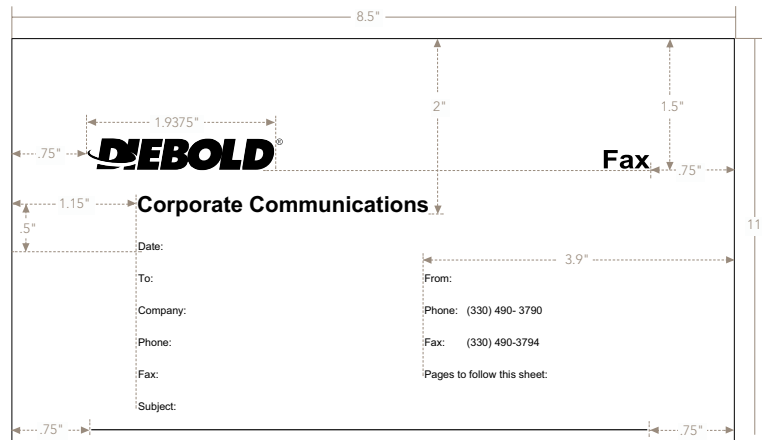 8.5"
2" 1.5"
1.9375"
.75" DIEBOLD® Fax .75"
1.15" Corporate Communications
.5"
11
Date:
3.9"
To: From:
Company: Phone: (330) 490- 3790
Phone: Fax: (330) 490-3794
Fax: Pages to follow this sheet:
Subject:
.75" .75"